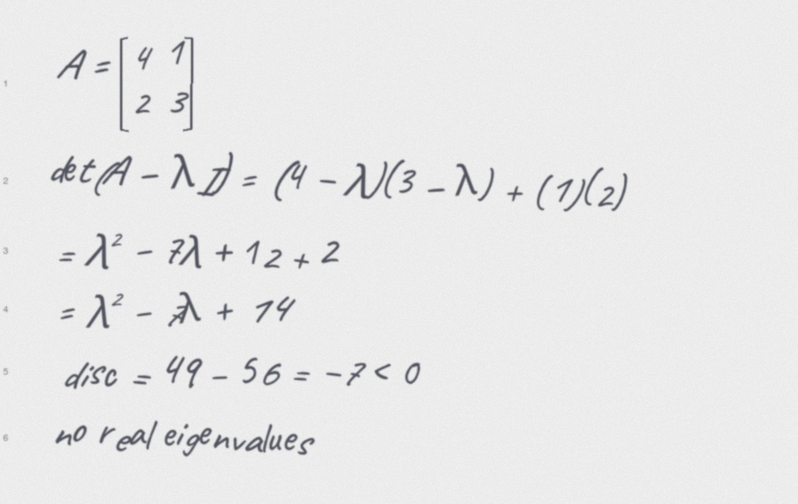 A = [4 1; 2 3]
det(A - λI) = (4 - λ)(3 - λ) + (1)(2)
= λ² - 7λ + 12 + 2
= λ² - 7λ + 14
disc = 49 - 56 = -7 < 0
no real eigenvalues